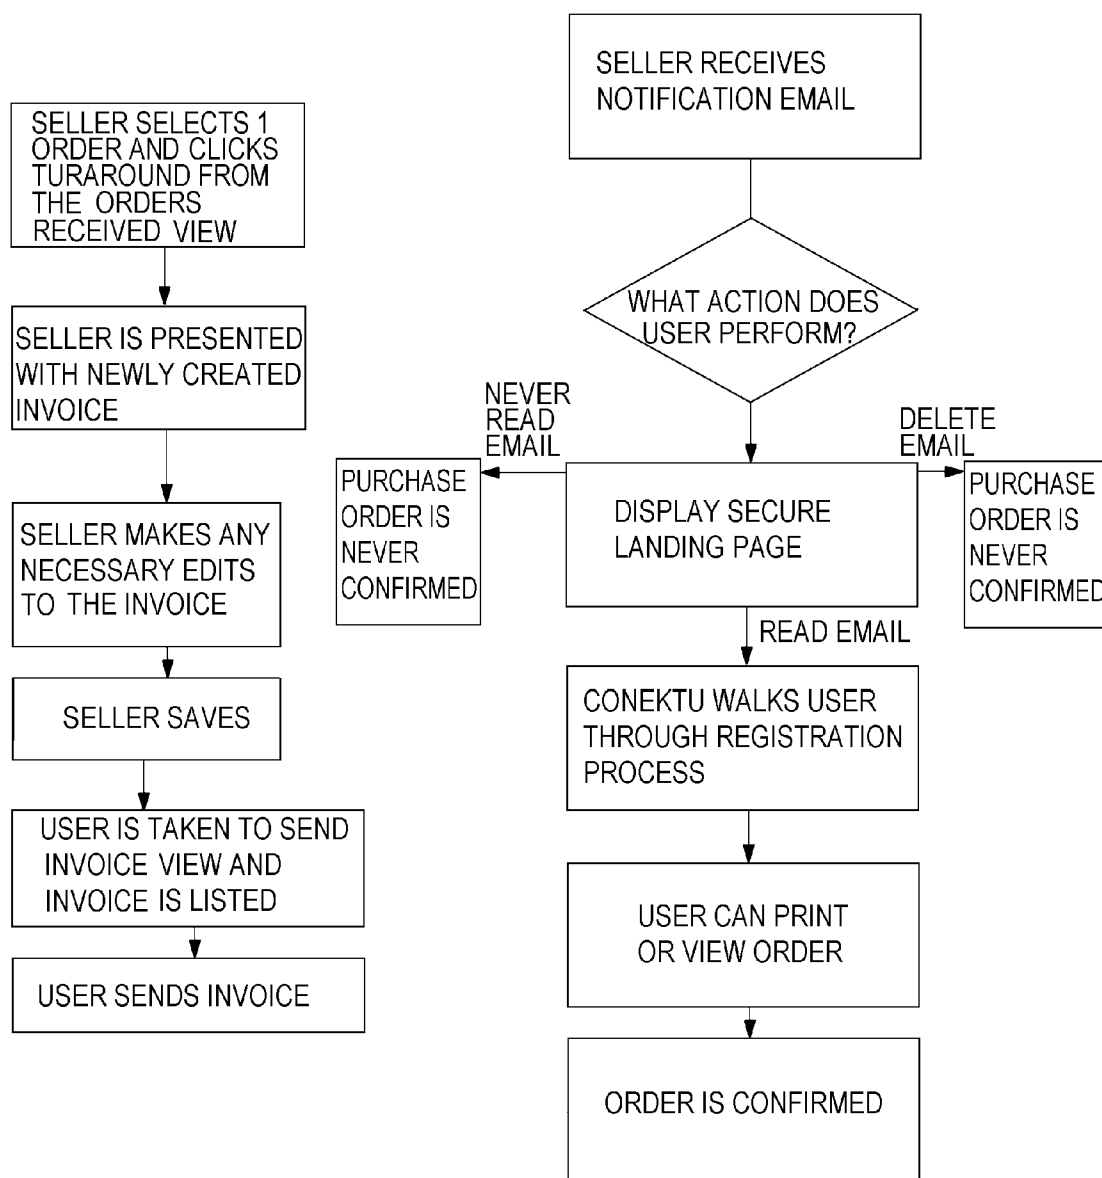 SELLER SELECTS 1
ORDER AND CLICKS
TURAROUND FROM
THE ORDERS
RECEIVED VIEW
SELLER IS PRESENTED
WITH NEWLY CREATED
INVOICE
SELLER MAKES ANY
NECESSARY EDITS
TO THE INVOICE
SELLER SAVES
USER IS TAKEN TO SEND
INVOICE VIEW AND
INVOICE IS LISTED
USER SENDS INVOICE
SELLER RECEIVES
NOTIFICATION EMAIL
WHAT ACTION DOES
USER PERFORM?
NEVER
READ
EMAIL
PURCHASE
ORDER IS
NEVER
CONFIRMED
DISPLAY SECURE
LANDING PAGE
DELETE
EMAIL
PURCHASE
ORDER IS
NEVER
CONFIRMED
READ EMAIL
CONEKTU WALKS USER
THROUGH REGISTRATION
PROCESS
USER CAN PRINT
OR VIEW ORDER
ORDER IS CONFIRMED